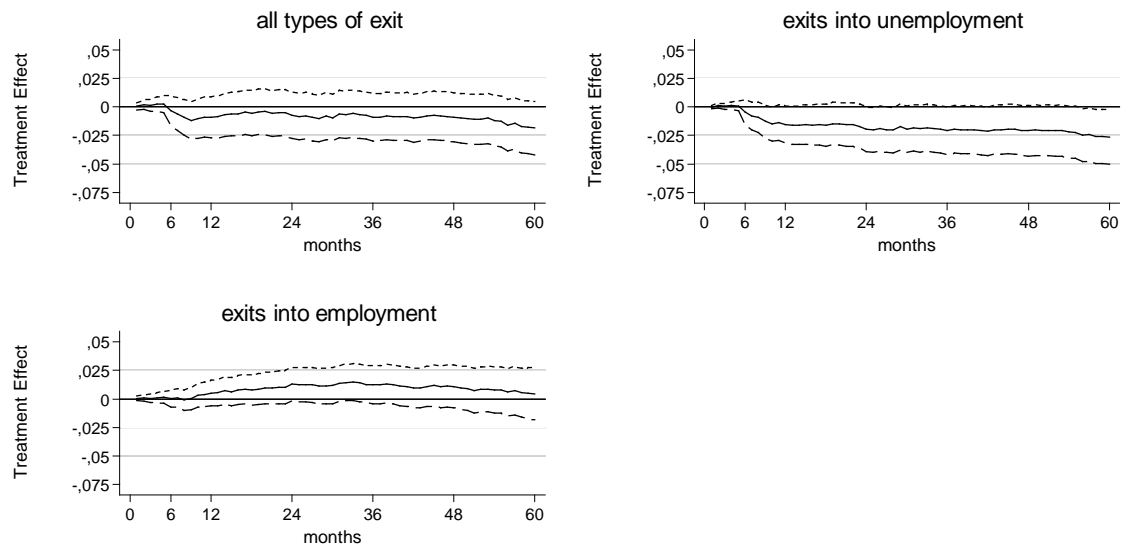 all types of exit
Treatment Effect
,05
,025
0
-,025
-,05
-,075
0 6 12 24 36 48 60
months
exits into unemployment
Treatment Effect
,05
,025
0
-,025
-,05
-,075
0 6 12 24 36 48 60
months
exits into employment
Treatment Effect
,05
,025
0
-,025
-,05
-,075
0 6 12 24 36 48 60
months